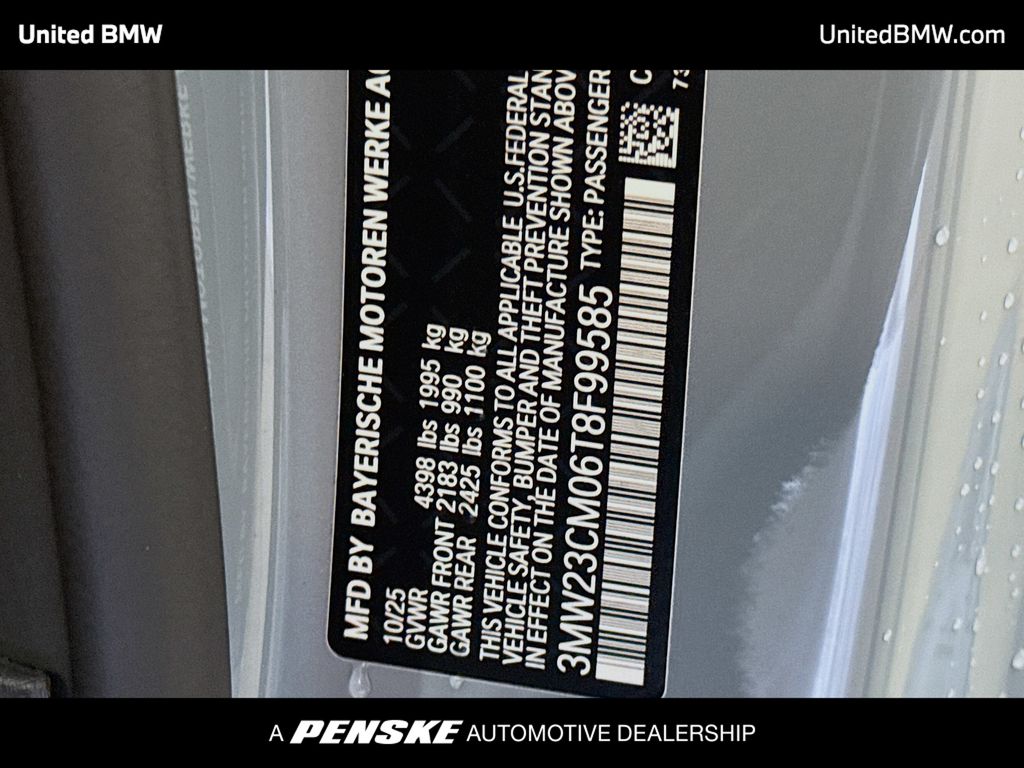 United BMW
UnitedBMW.com
MFD BY BAYERISCHE MOTOREN WERKE AG
10/25
GVWR 4398 lbs 1995 kg
GAWR FRONT 2183 lbs 990 kg
GAWR REAR 2425 lbs 1100 kg
THIS VEHICLE CONFORMS TO ALL APPLICABLE U.S.FEDERAL
VEHICLE SAFETY, BUMPER AND THEFT PREVENTION STAN
IN EFFECT ON THE DATE OF MANUFACTURE SHOWN ABOV
3MW23CM06T8F99585 TYPE: PASSENGER
C
73
A PENSKE AUTOMOTIVE DEALERSHIP